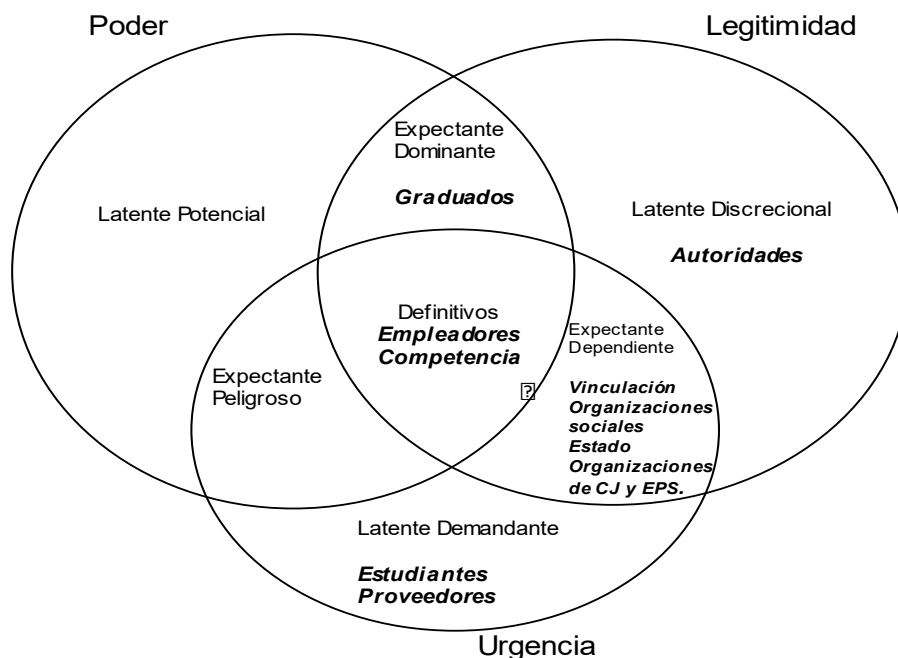 Poder
Legitimidad
Expectante
Dominante
Graduados
Latente Potencial
Latente Discrecional
Autoridades
Definitivos
Empleadores
Competencia
Expectante
Dependiente
Expectante
Peligroso
Vinculación
Organizaciones
sociales
Estado
Organizaciones
de CJ y EPS.
Latente Demandante
Estudiantes
Proveedores
Urgencia